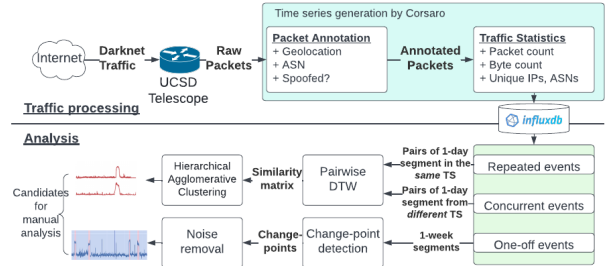 Time series generation by Corsaro
Internet
Darknet
Traffic
UCSD
Telescope
Raw
Packets
Packet Annotation
+ Geolocation
+ ASN
+ Spoofed?
Annotated
Packets
Traffic Statistics
+ Packet count
+ Byte count
+ Unique IPs, ASNs
Traffic processing
influxdb
Analysis
Candidates
for
manual
analysis
Hierarchical
Agglomerative
Clustering
Similarity
matrix
Pairwise
DTW
Pairs of 1-day
segment in the
same TS
Pairs of 1-day
segment from
different TS
Repeated events
Concurrent events
Noise
removal
Change-
points
Change-point
detection
1-week
segments
One-off events